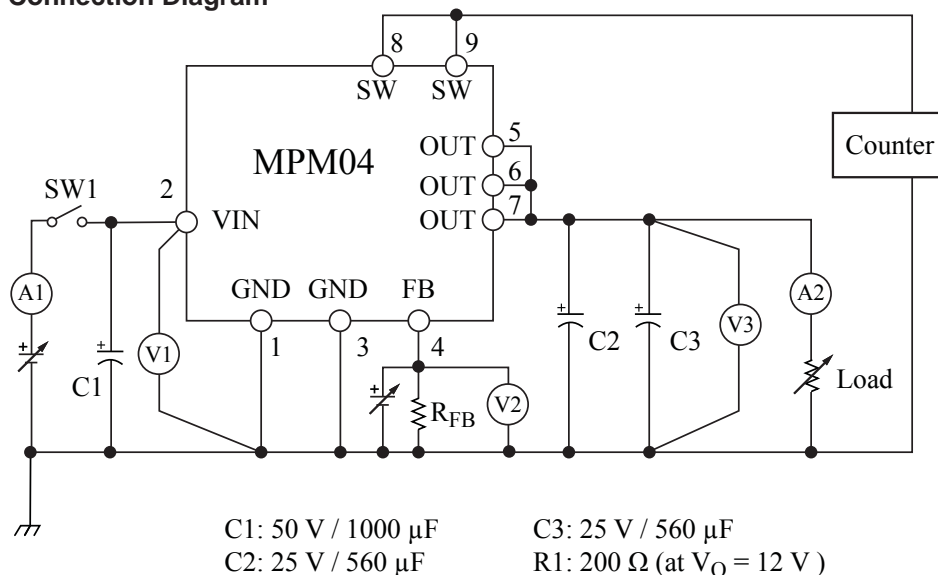 Connection Diagram
8 9
SW SW
MPM04
OUT 5
OUT 6
OUT 7
Counter
SW1
2
VIN
A1
GND GND FB
1 3 4
+
+
C1
V1
+
RFB
V2
+
C2
+
C3
V3
A2
Load
C1: 50 V / 1000 µF
C2: 25 V / 560 µF
C3: 25 V / 560 µF
R1: 200 Ω (at VO = 12 V )